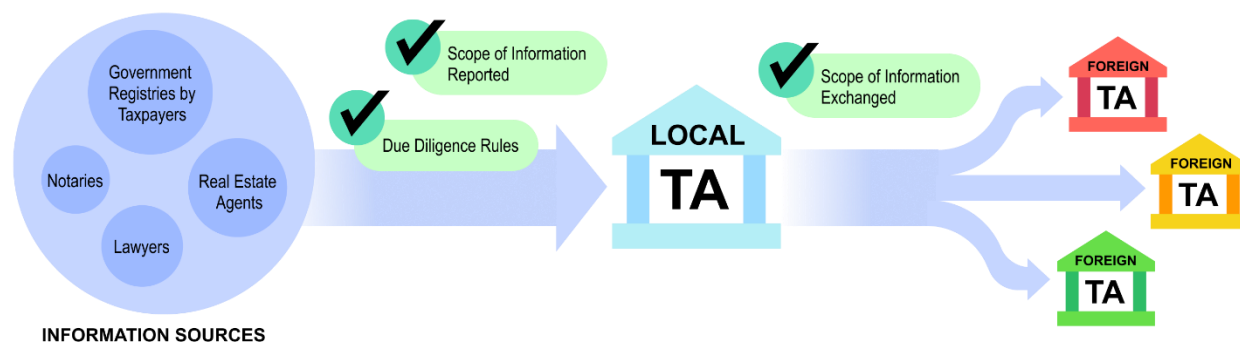 Government
Registries by
Taxpayers
Notaries
Real Estate
Agents
Lawyers
INFORMATION SOURCES
Scope of Information
Reported
Due Diligence Rules
LOCAL
TA
Scope of Information
Exchanged
FOREIGN
TA
FOREIGN
TA
FOREIGN
TA